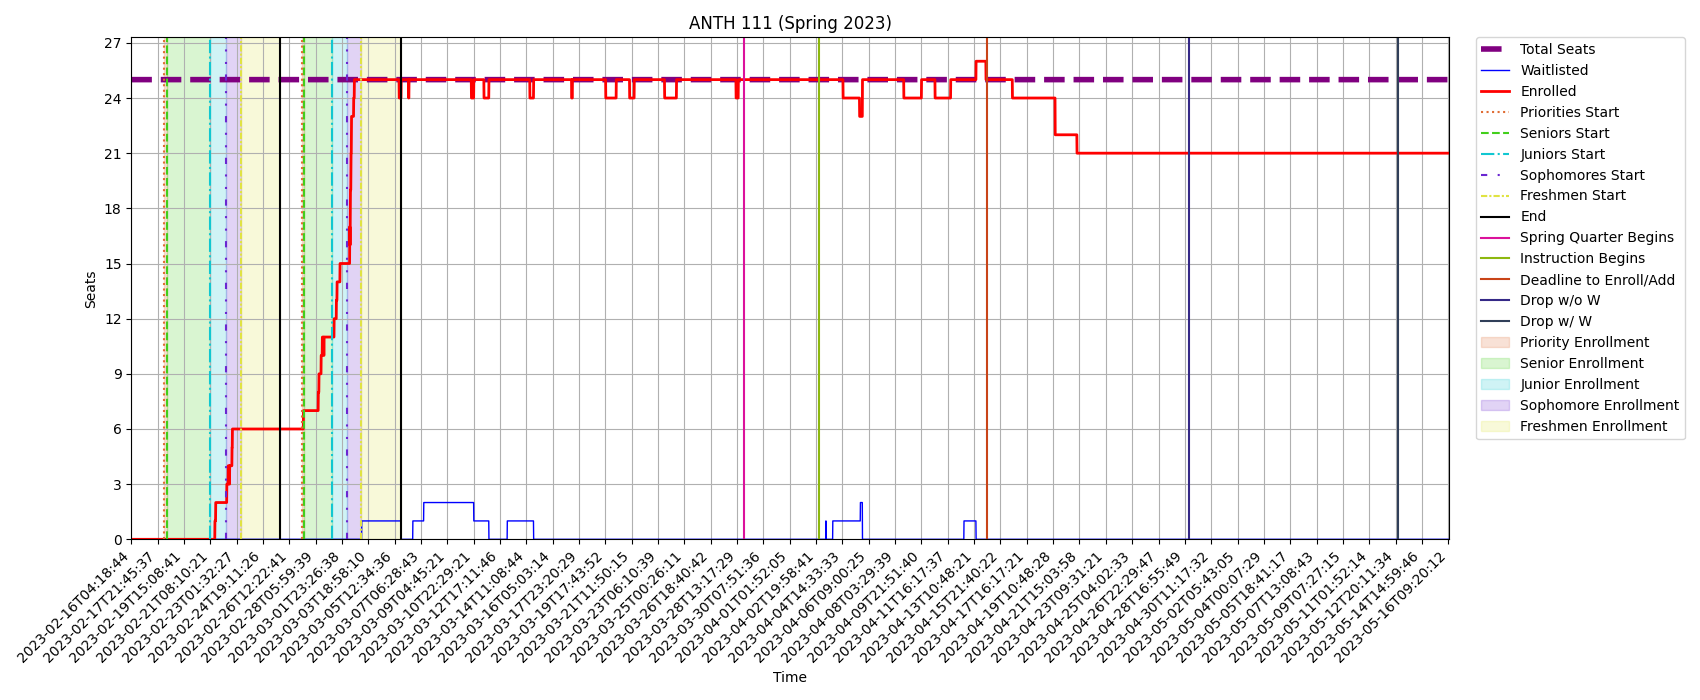 ANTH 111 (Spring 2023)
27
24
21
18
15
12
9
6
3
0
Seats
2023-02-16T04:18:44
2023-02-17T21:45:37
2023-02-19T15:08:41
2023-02-21T08:10:21
2023-02-23T01:32:27
2023-02-24T19:11:26
2023-02-26T12:22:41
2023-02-28T05:59:39
2023-03-01T23:26:38
2023-03-03T18:58:10
2023-03-05T12:34:36
2023-03-07T06:28:43
2023-03-09T04:45:21
2023-03-10T22:29:21
2023-03-12T17:11:46
2023-03-14T11:08:44
2023-03-16T05:03:14
2023-03-17T23:20:29
2023-03-19T17:43:52
2023-03-21T11:50:15
2023-03-23T06:10:39
2023-03-25T00:26:11
2023-03-26T18:40:42
2023-03-28T13:17:29
2023-03-30T07:51:36
2023-04-01T01:52:05
2023-04-02T19:58:41
2023-04-04T14:33:33
2023-04-06T09:00:25
2023-04-08T03:29:39
2023-04-09T21:51:40
2023-04-11T16:17:37
2023-04-13T10:48:21
2023-04-15T21:40:22
2023-04-17T16:17:21
2023-04-19T10:48:28
2023-04-21T15:03:58
2023-04-23T09:31:21
2023-04-25T04:02:33
2023-04-26T22:29:47
2023-04-28T16:55:49
2023-04-30T11:17:32
2023-05-02T05:43:05
2023-05-04T00:07:29
2023-05-05T18:41:17
2023-05-07T13:08:43
2023-05-09T07:27:15
2023-05-11T01:52:14
2023-05-12T20:11:34
2023-05-14T14:59:46
2023-05-16T09:20:12
Time
Total Seats
Waitlisted
Enrolled
Priorities Start
Seniors Start
Juniors Start
Sophomores Start
Freshmen Start
End
Spring Quarter Begins
Instruction Begins
Deadline to Enroll/Add
Drop w/o W
Drop w/ W
Priority Enrollment
Senior Enrollment
Junior Enrollment
Sophomore Enrollment
Freshmen Enrollment